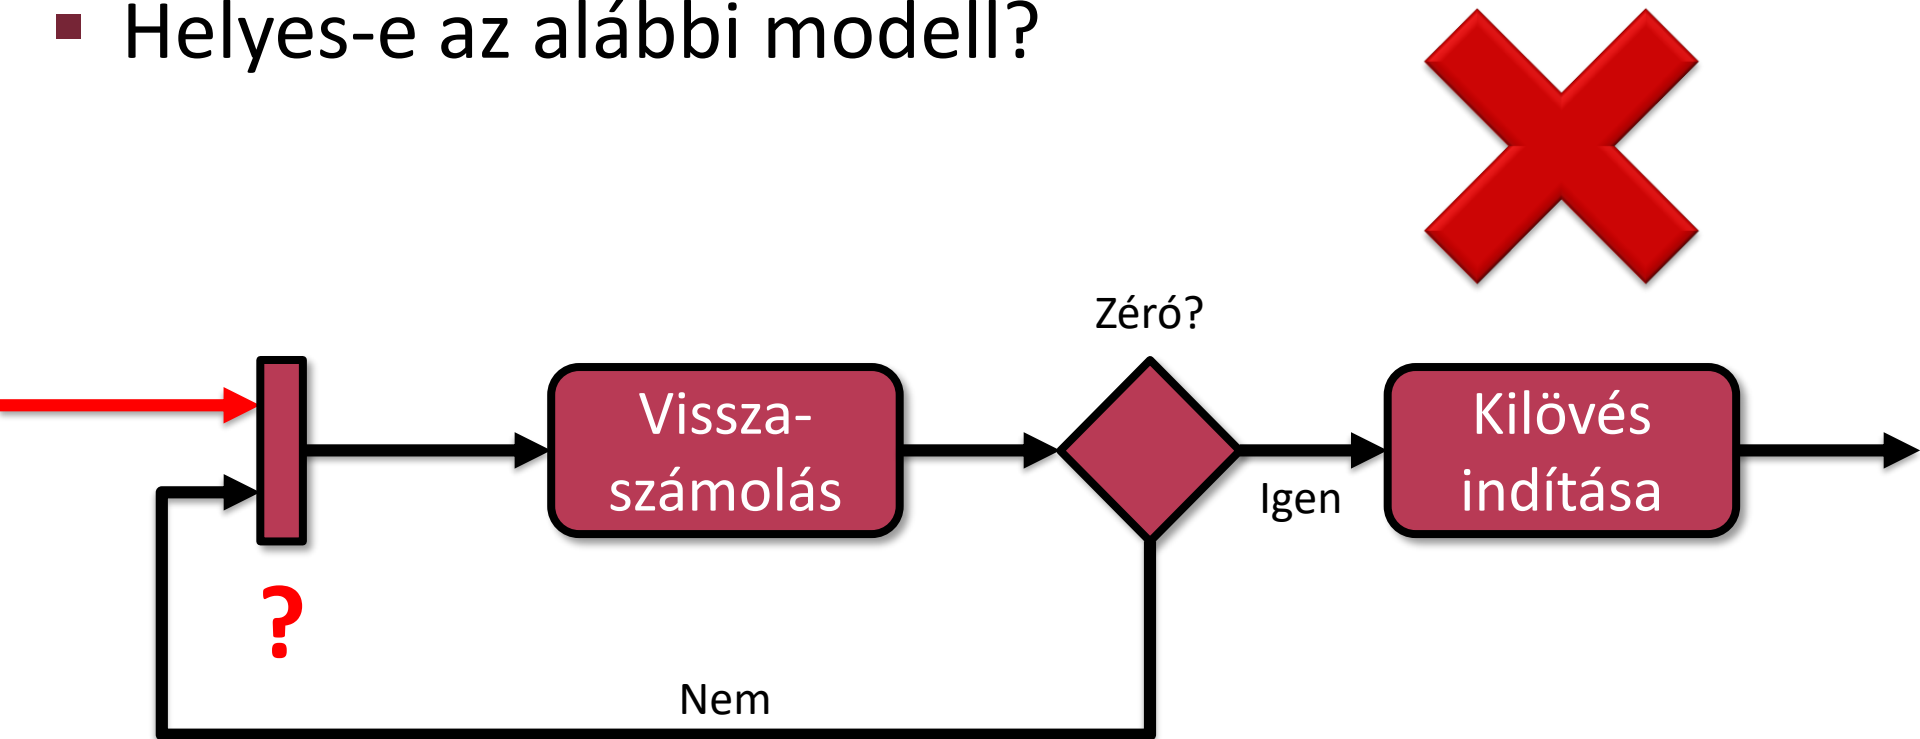 Helyes-e az alábbi modell?
Zéró?
Vissza-
számolás
Kilövés
indítása
Igen
?
Nem